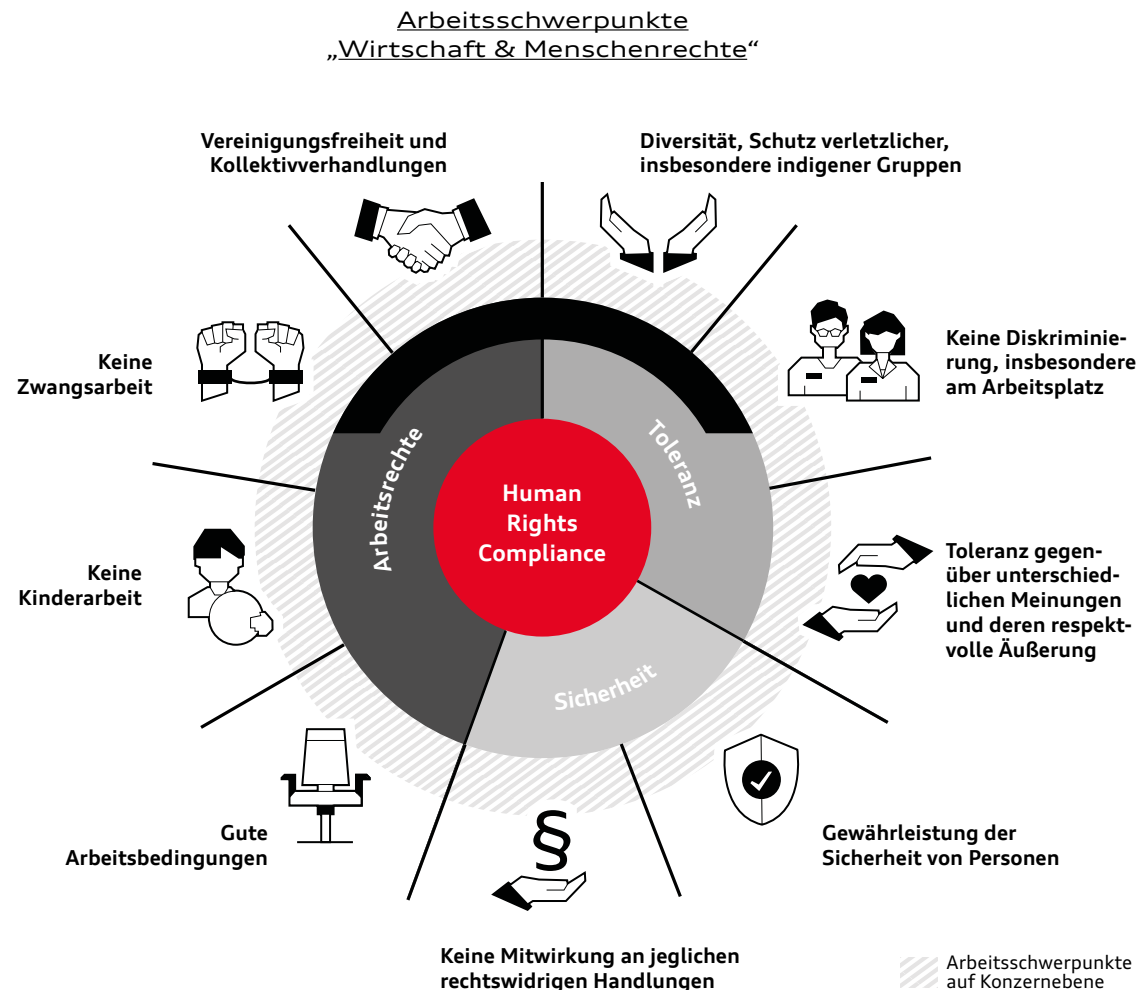 Arbeitsschwerpunkte
„Wirtschaft & Menschenrechte“
Vereinigungsfreiheit und
Kollektivverhandlungen
Diversität, Schutz verletzlicher,
insbesondere indigener Gruppen
Keine
Zwangsarbeit
Keine Diskriminie-
rung, insbesondere
am Arbeitsplatz
Arbeitsrechte
Toleranz
Human
Rights
Compliance
Keine
Kinderarbeit
Toleranz gegen-
über unterschied-
lichen Meinungen
und deren respekt-
volle Äußerung
Sicherheit
Gute
Arbeitsbedingungen
§
Gewährleistung der
Sicherheit von Personen
Keine Mitwirkung an jeglichen
rechtswidrigen Handlungen
Arbeitsschwerpunkte
auf Konzernebene